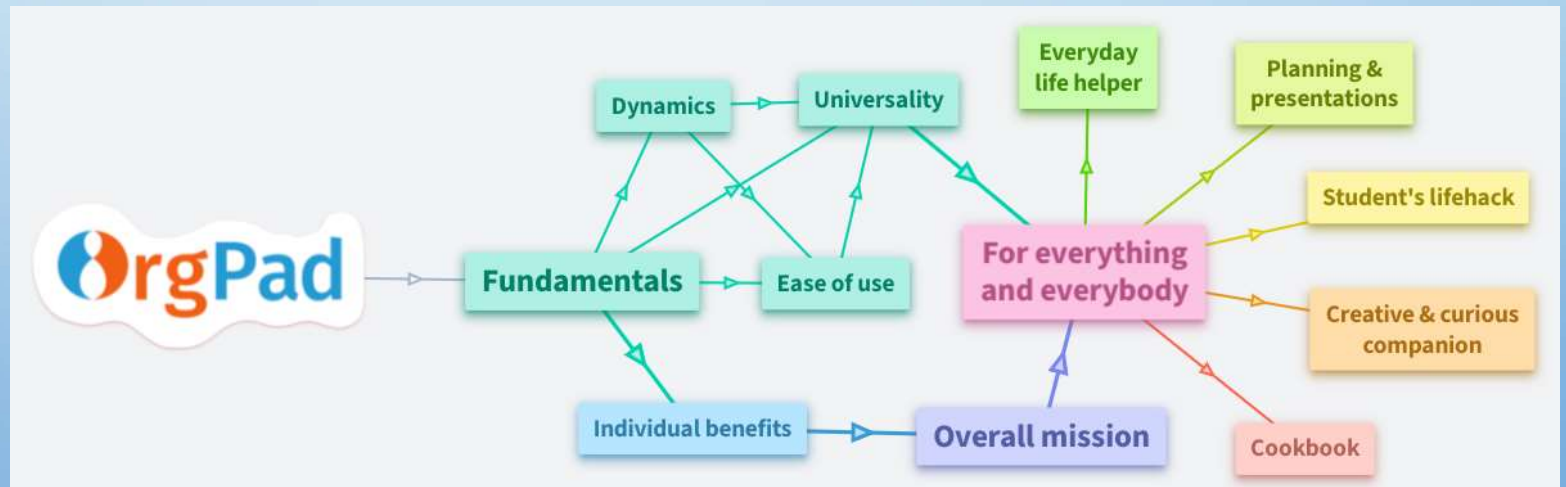 OrgPad
Fundamentals
Dynamics
Universality
Ease of use
Individual benefits
Overall mission
For everything
and everybody
Everyday
life helper
Planning &
presentations
Student's lifehack
Creative & curious
companion
Cookbook